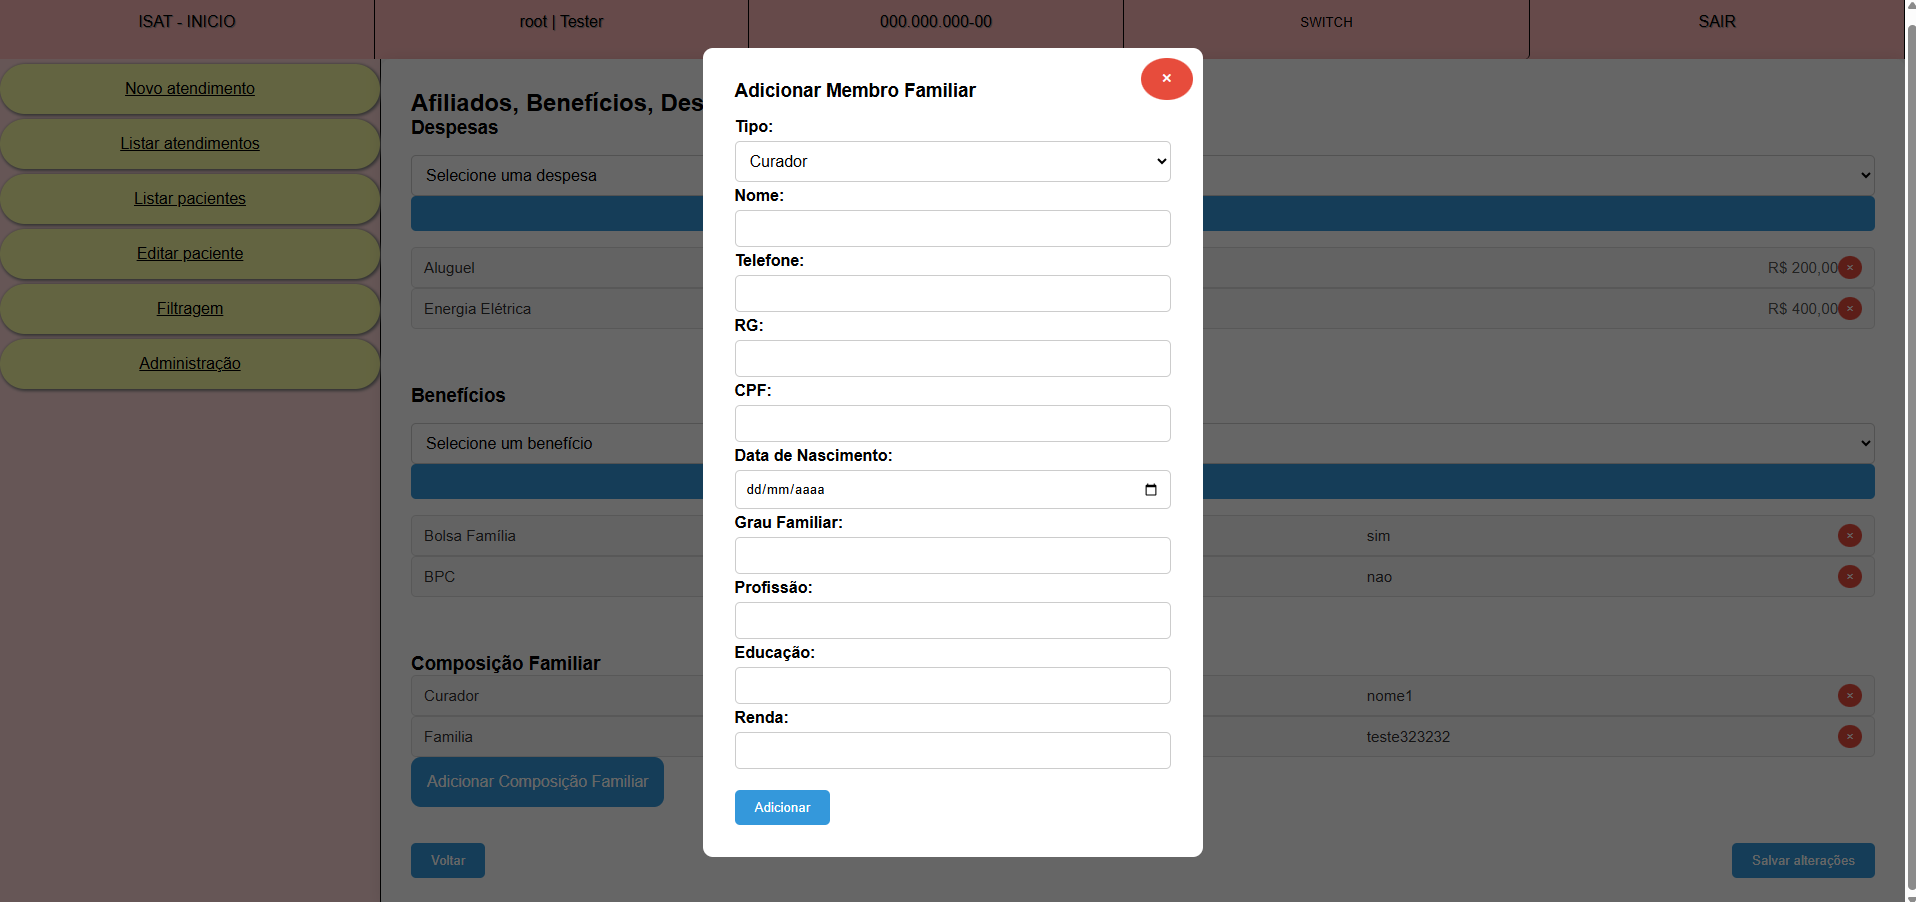 ISAT - INICIO
root | Tester
000.000.000-00
SWITCH
SAIR
Novo atendimento
Listar atendimentos
Listar pacientes
Editar paciente
Filtragem
Administração
Afiliados, Benefícios, Des
Despesas
Selecione uma despesa
Aluguel
R$ 200,00
×
Energia Elétrica
R$ 400,00
×
Benefícios
Selecione um benefício
Bolsa Família
sim
×
BPC
nao
×
Composição Familiar
Curador
nome1
×
Familia
teste323232
×
Adicionar Composição Familiar
Voltar
Salvar alterações
×
Adicionar Membro Familiar
Tipo:
Curador
Nome:
Telefone:
RG:
CPF:
Data de Nascimento:
dd/mm/aaaa
Grau Familiar:
Profissão:
Educação:
Renda:
Adicionar